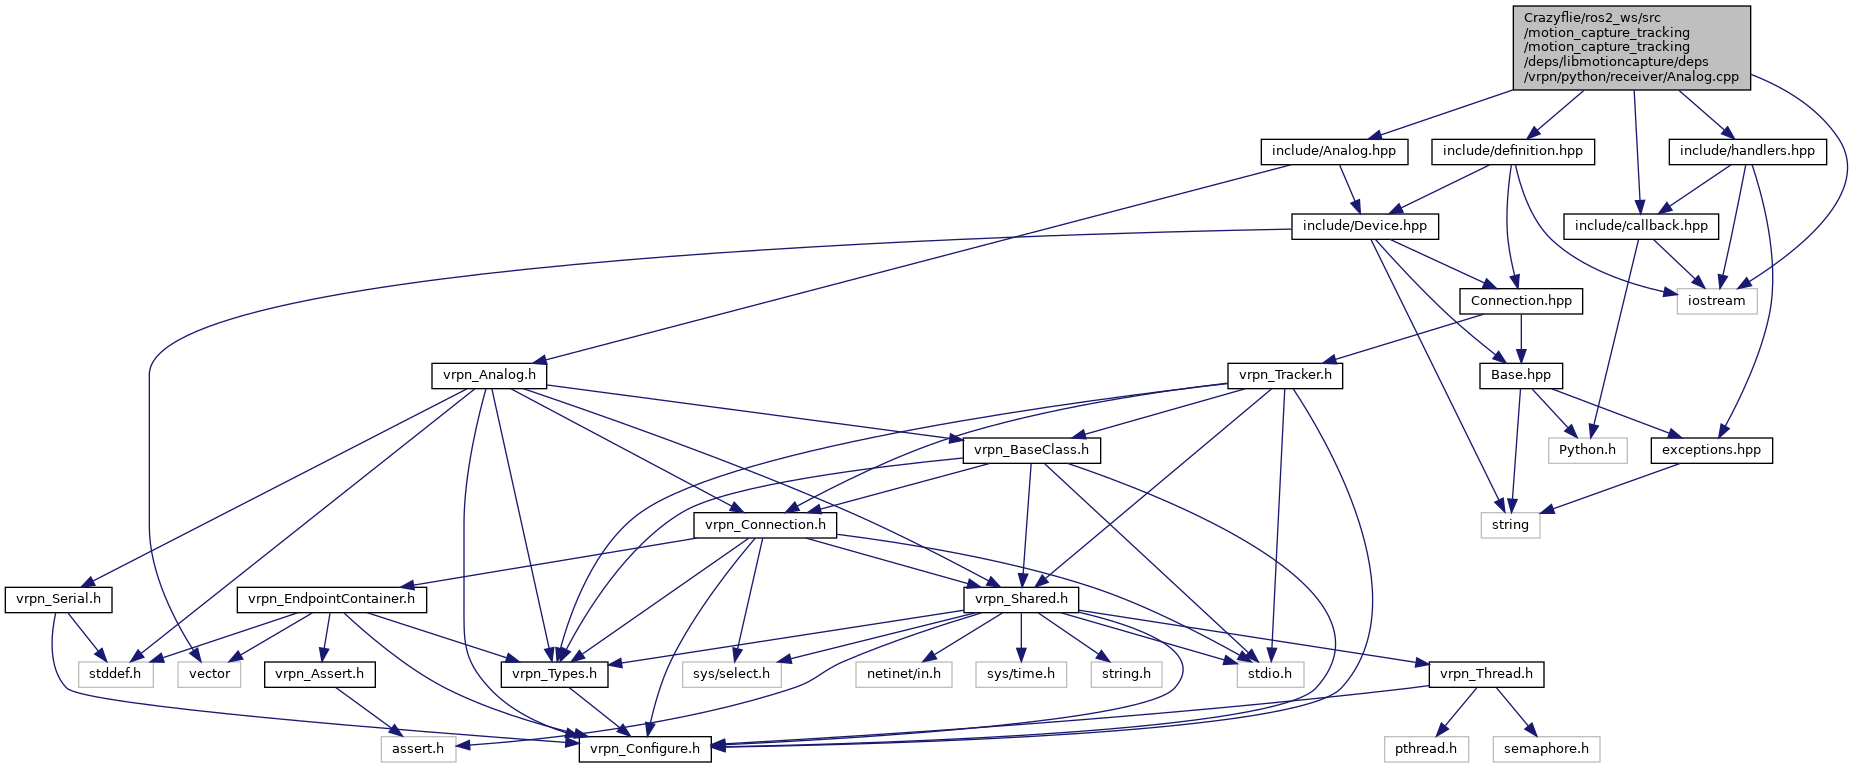 Crazyflie/ros2_ws/src
/motion_capture_tracking
/motion_capture_tracking
/deps/libmotioncapture/deps
/vrpn/python/receiver/Analog.cpp
include/Analog.hpp
include/definition.hpp
include/handlers.hpp
include/Device.hpp
include/callback.hpp
Connection.hpp
iostream
vrpn_Analog.h
vrpn_Tracker.h
Base.hpp
vrpn_BaseClass.h
Python.h
exceptions.hpp
vrpn_Connection.h
string
vrpn_Serial.h
vrpn_EndpointContainer.h
vrpn_Shared.h
stddef.h
vector
vrpn_Assert.h
vrpn_Types.h
sys/select.h
netinet/in.h
sys/time.h
string.h
stdio.h
vrpn_Thread.h
assert.h
vrpn_Configure.h
pthread.h
semaphore.h